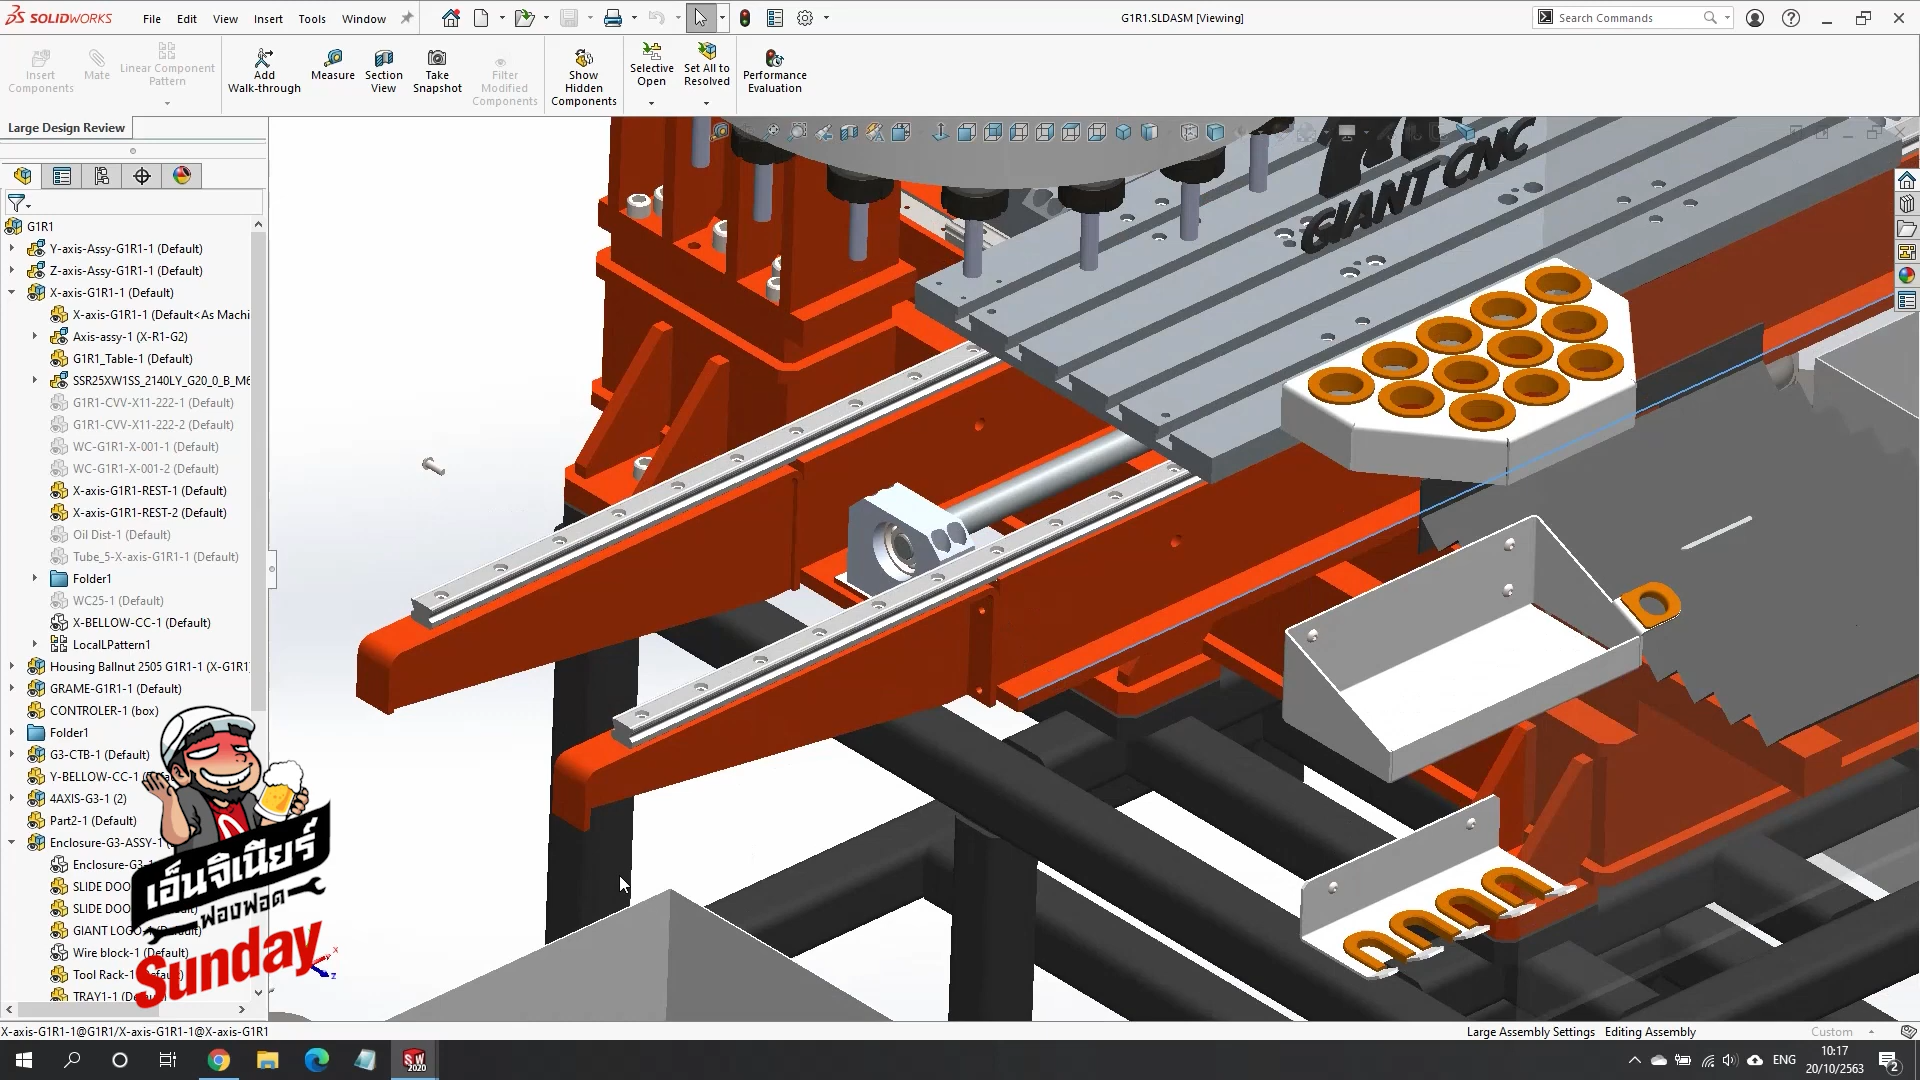 SOLIDWORKS
File Edit View Insert Tools Window
G1R1.SLDASM [Viewing]
Search Commands
Insert Components
Mate
Linear Component Pattern
Add Walk-through
Measure
Section View
Take Snapshot
Filter Modified Components
Show Hidden Components
Selective Open
Set All to Resolved
Performance Evaluation
Large Design Review
G1R1
Y-axis-Assy-G1R1-1 (Default)
Z-axis-Assy-G1R1-1 (Default)
X-axis-G1R1-1 (Default)
X-axis-G1R1-1 (Default<As Machi
Axis-assy-1 (X-R1-G2)
G1R1_Table-1 (Default)
SSR25XW1SS_2140LY_G20_0_B_M6
G1R1-CVV-X11-222-1 (Default)
G1R1-CVV-X11-222-2 (Default)
WC-G1R1-X-001-1 (Default)
WC-G1R1-X-001-2 (Default)
X-axis-G1R1-REST-1 (Default)
X-axis-G1R1-REST-2 (Default)
Oil Dist-1 (Default)
Tube_5-X-axis-G1R1-1 (Default)
Folder1
WC25-1 (Default)
X-BELLOW-CC-1 (Default)
LocalLPattern1
Housing Ballnut 2505 G1R1-1 (X-G1R1)
GRAME-G1R1-1 (Default)
CONTROLER-1 (box)
Folder1
G3-CTB-1 (Default)
Y-BELLOW-CC-1
4AXIS-G3-1 (2)
Part2-1 (Default)
Enclosure-G3-ASSY-1
Enclosure-G3-1
SLIDE DOO
SLIDE DOO
GIANT LOGO
Wire block-1 (Default)
Tool Rack-1
TRAY1-1
GIANT CNC
เอ็นจิเนียร์
ฟองฟอด
Sunday
X-axis-G1R1-1@G1R1/X-axis-G1R1-1@X-axis-G1R1
Large Assembly Settings Editing Assembly
Custom
SW 2020
ENG
10:17
20/10/2563
2